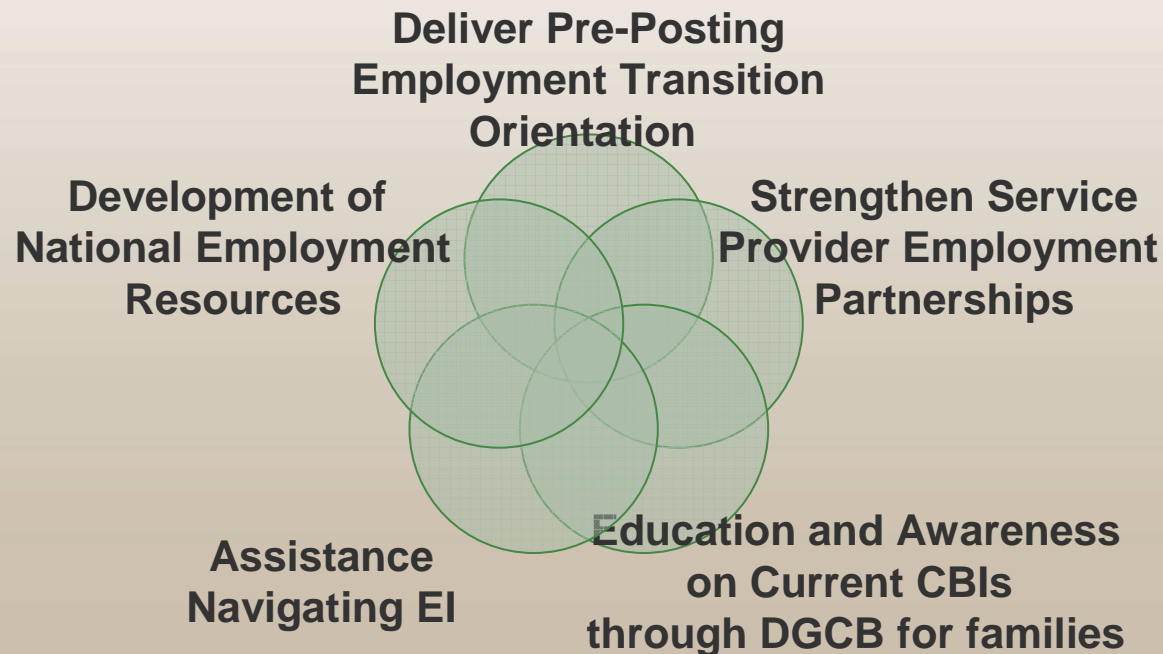 Deliver Pre-Posting
Employment Transition
Orientation
Development of
National Employment
Resources
Strengthen Service
Provider Employment
Partnerships
Assistance
Navigating EI
Education and Awareness
on Current CBIs
through DGCB for families